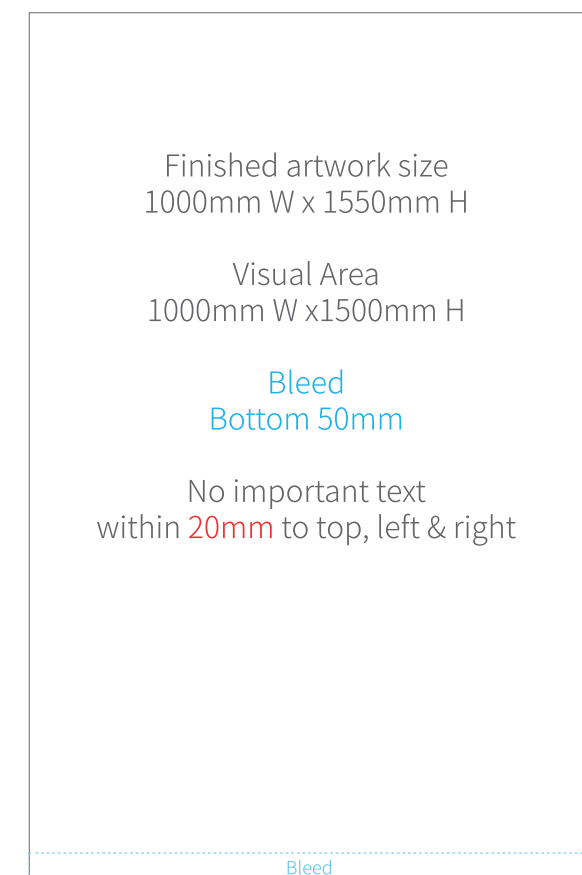 Finished artwork size
1000mm W x 1550mm H
Visual Area
1000mm W x1500mm H
Bleed
Bottom 50mm
No important text
within 20mm to top, left & right
Bleed